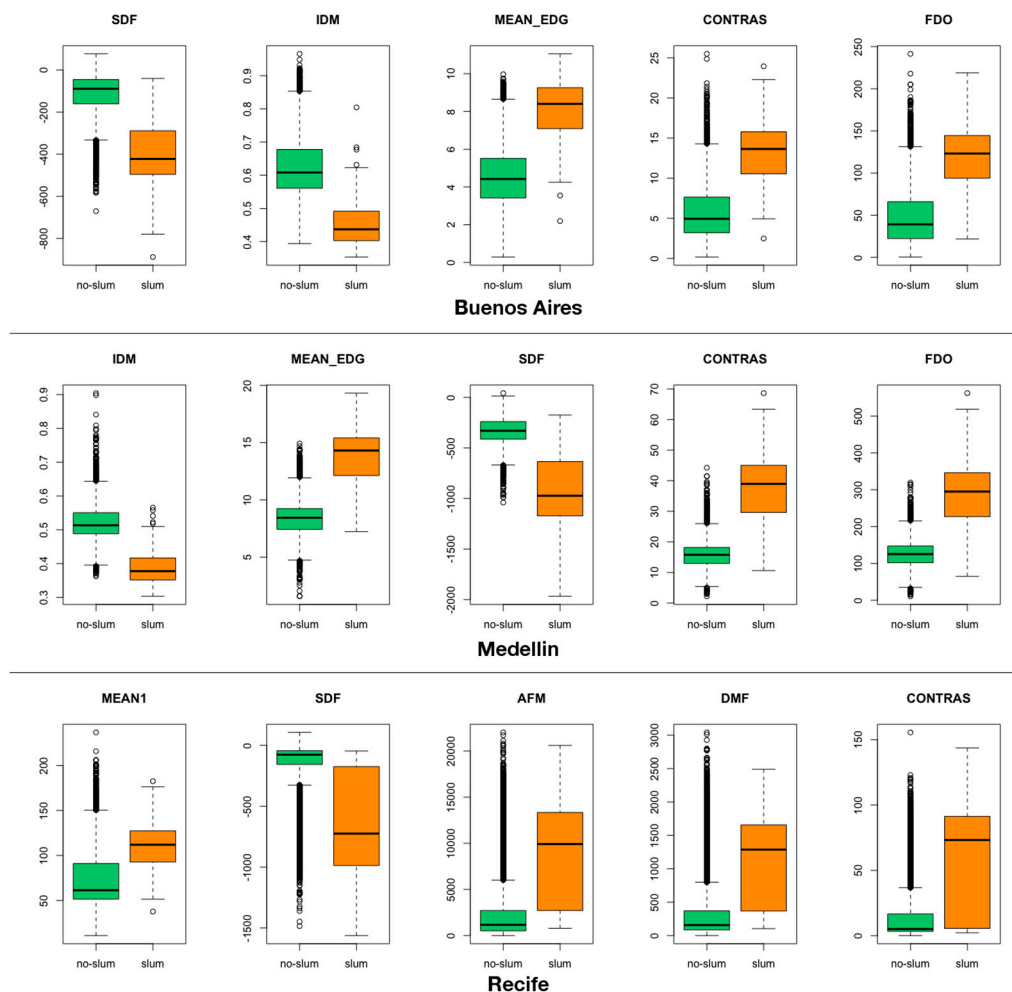 SDF IDM MEAN_EDG CONTRAS FDO
0 -200 -400 -600 -800
0.9 0.8 0.7 0.6 0.5 0.4
10 8 6 4 2 0
25 20 15 10 5 0
250 200 150 100 50 0
no-slum slum no-slum slum no-slum slum no-slum slum no-slum slum
Buenos Aires
IDM MEAN_EDG SDF CONTRAS FDO
0.9 0.8 0.7 0.6 0.5 0.4 0.3
20 15 10 5
0 -500 -1000 -1500 -2000
70 60 50 40 30 20 10 0
500 400 300 200 100 0
no-slum slum no-slum slum no-slum slum no-slum slum no-slum slum
Medellin
MEAN1 SDF AFM DMF CONTRAS
200 150 100 50
0 -500 -1000 -1500
20000 15000 10000 5000 0
3000 2500 2000 1500 1000 500 0
150 100 50 0
no-slum slum no-slum slum no-slum slum no-slum slum no-slum slum
Recife